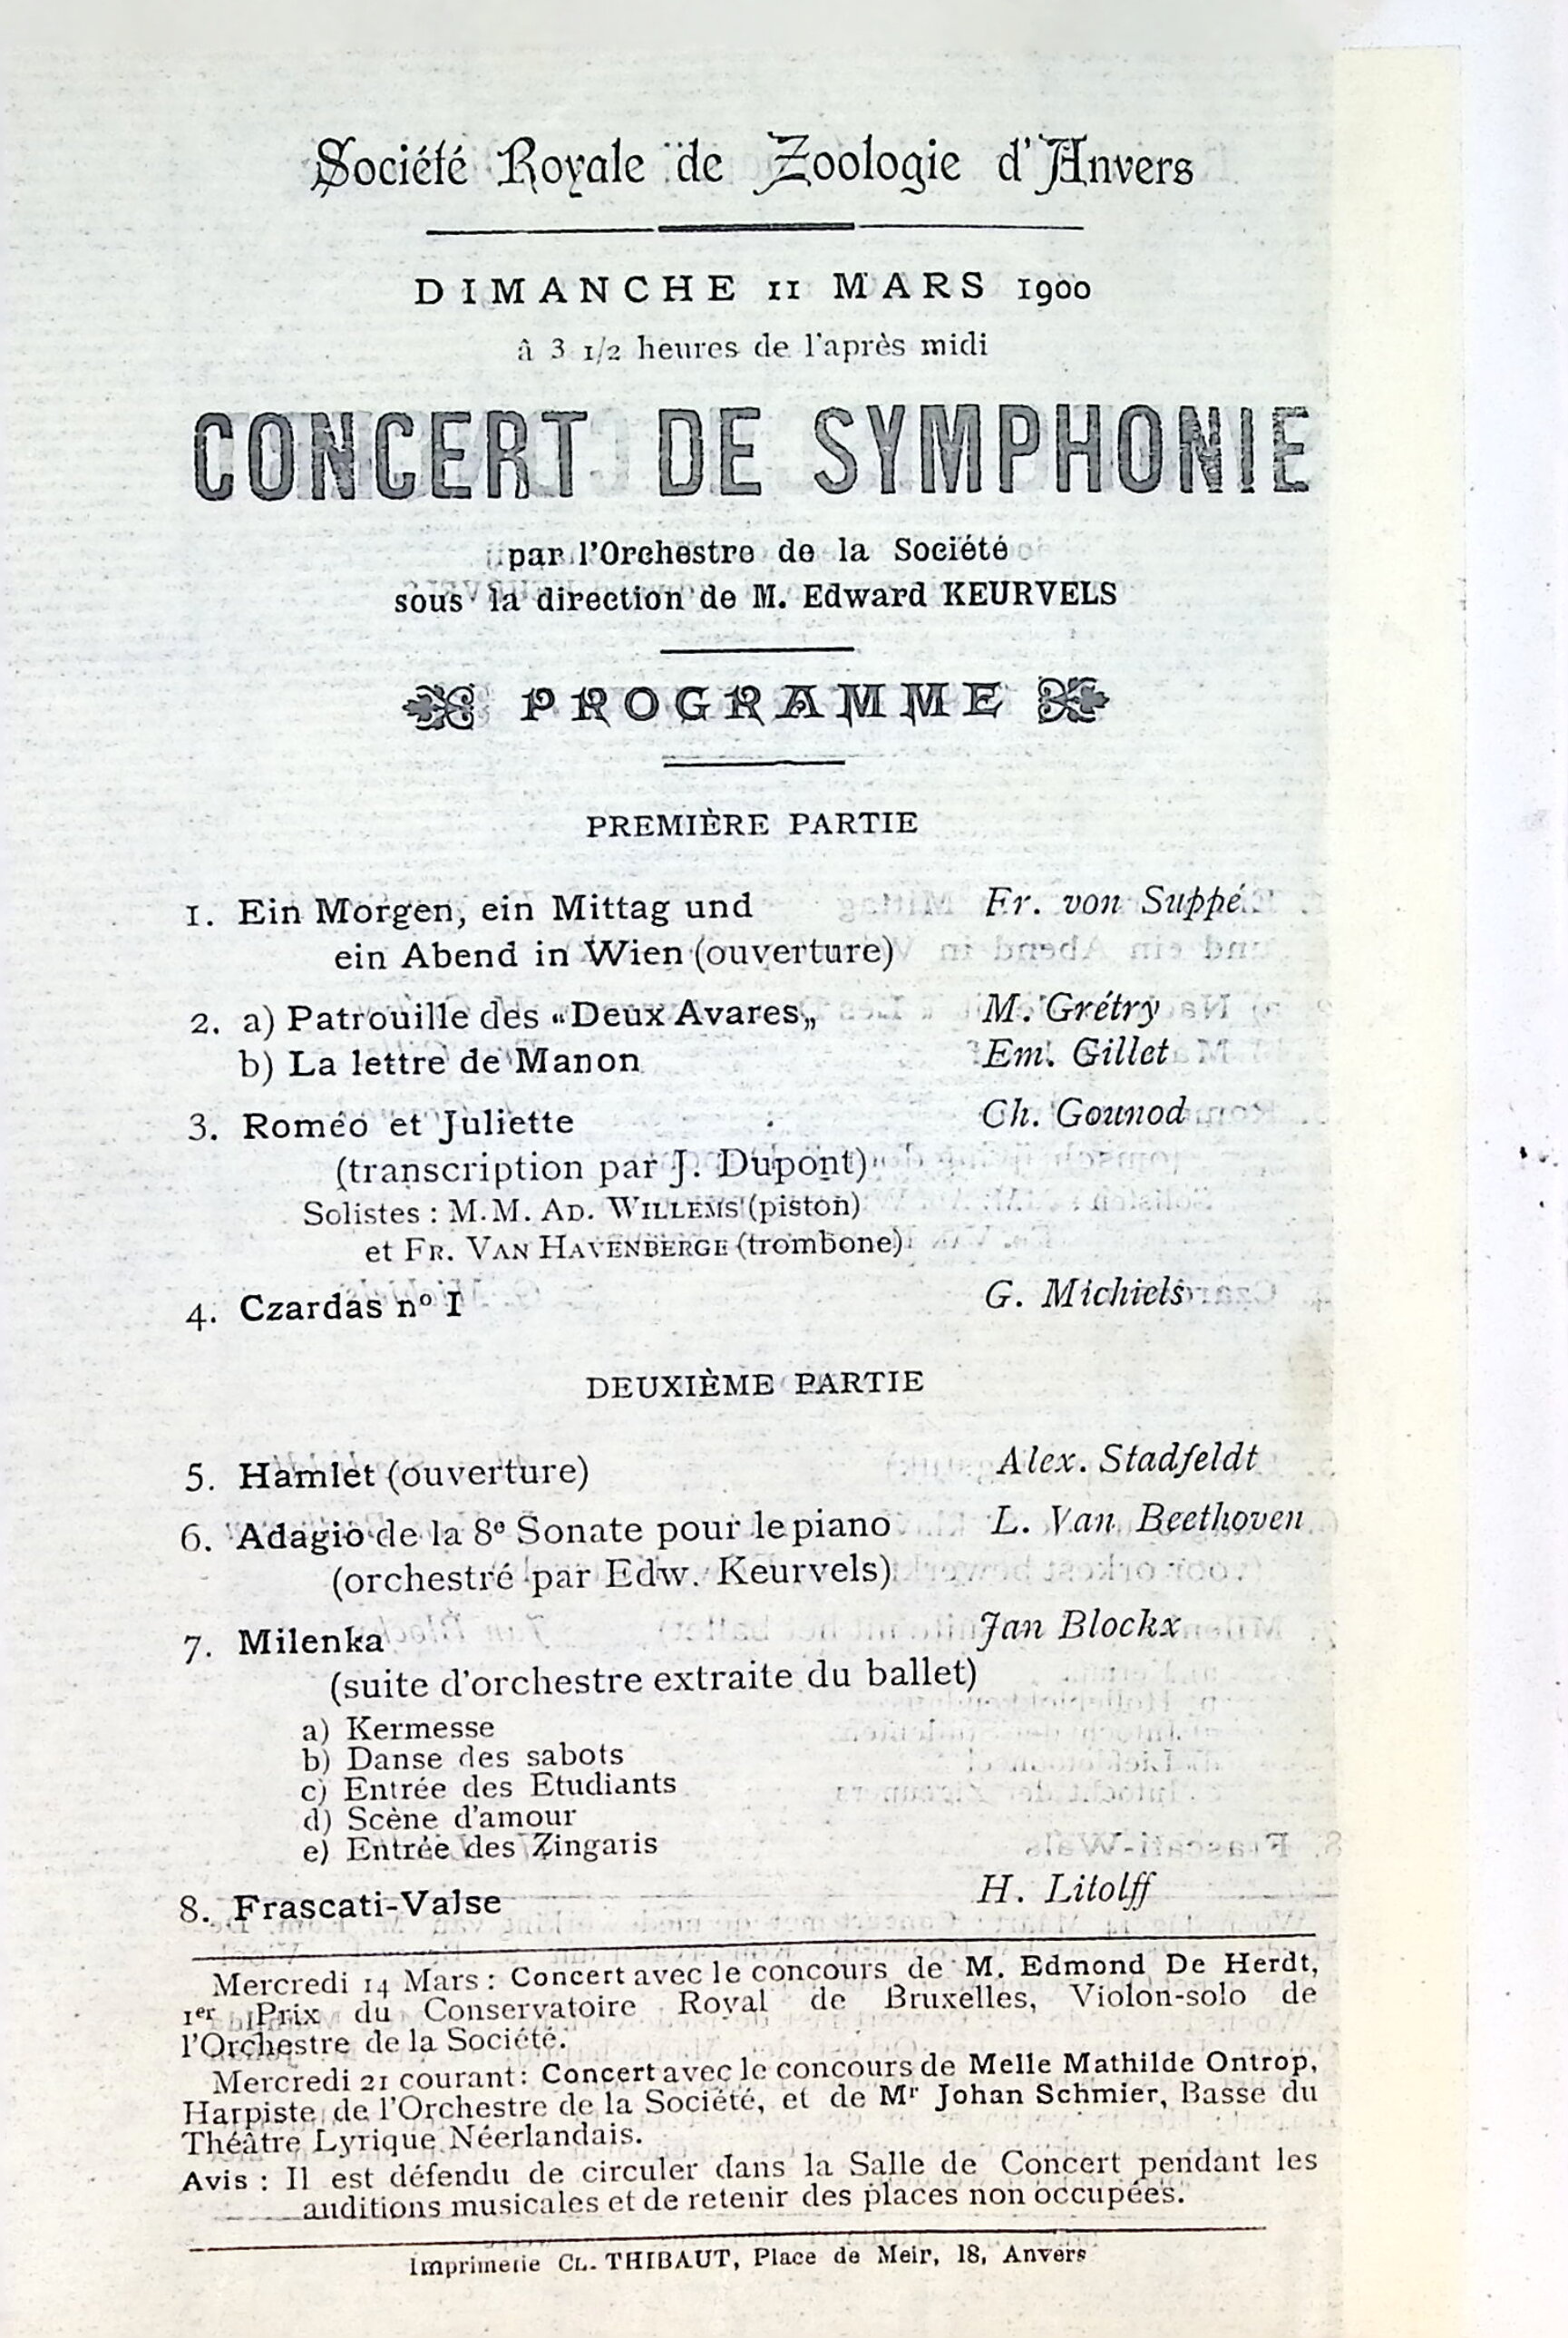 Société Royale de Zoologie d'Anvers
DIMANCHE 11 MARS 1900
à 3 1/2 heures de l'après midi
CONCERT DE SYMPHONIE
par l'Orchestre de la Société
sous la direction de M. Edward KEURVELS
PROGRAMME
PREMIÈRE PARTIE
1. Ein Morgen, ein Mittag und Fr. von Suppé
ein Abend in Wien (ouverture)
2. a) Patrouille des «Deux Avares„ M. Grétry
b) La lettre de Manon Em. Gillet
3. Roméo et Juliette Ch. Gounod
(transcription par J. Dupont)
Solistes : M.M. AD. WILLEMS (piston)
et FR. VAN HAVENBERGE (trombone)
4. Czardas nº I G. Michiels
DEUXIÈME PARTIE
5. Hamlet (ouverture) Alex. Stadfeldt
6. Adagio de la 8e Sonate pour le piano L. Van Beethoven
(orchestré par Edw. Keurvels)
7. Milenka Jan Blockx
(suite d'orchestre extraite du ballet)
a) Kermesse
b) Danse des sabots
c) Entrée des Etudiants
d) Scène d'amour
e) Entrée des Zingaris
8. Frascati-Valse H. Litolff
Mercredi 14 Mars : Concert avec le concours de M. Edmond De Herdt,
1er Prix du Conservatoire Royal de Bruxelles, Violon-solo de
l'Orchestre de la Société.
Mercredi 21 courant : Concert avec le concours de Melle Mathilde Ontrop,
Harpiste de l'Orchestre de la Société, et de Mr Johan Schmier, Basse du
Théâtre Lyrique Néerlandais.
Avis : Il est défendu de circuler dans la Salle de Concert pendant les
auditions musicales et de retenir des places non occupées.
Imprimerie CL. THIBAUT, Place de Meir, 18, Anvers